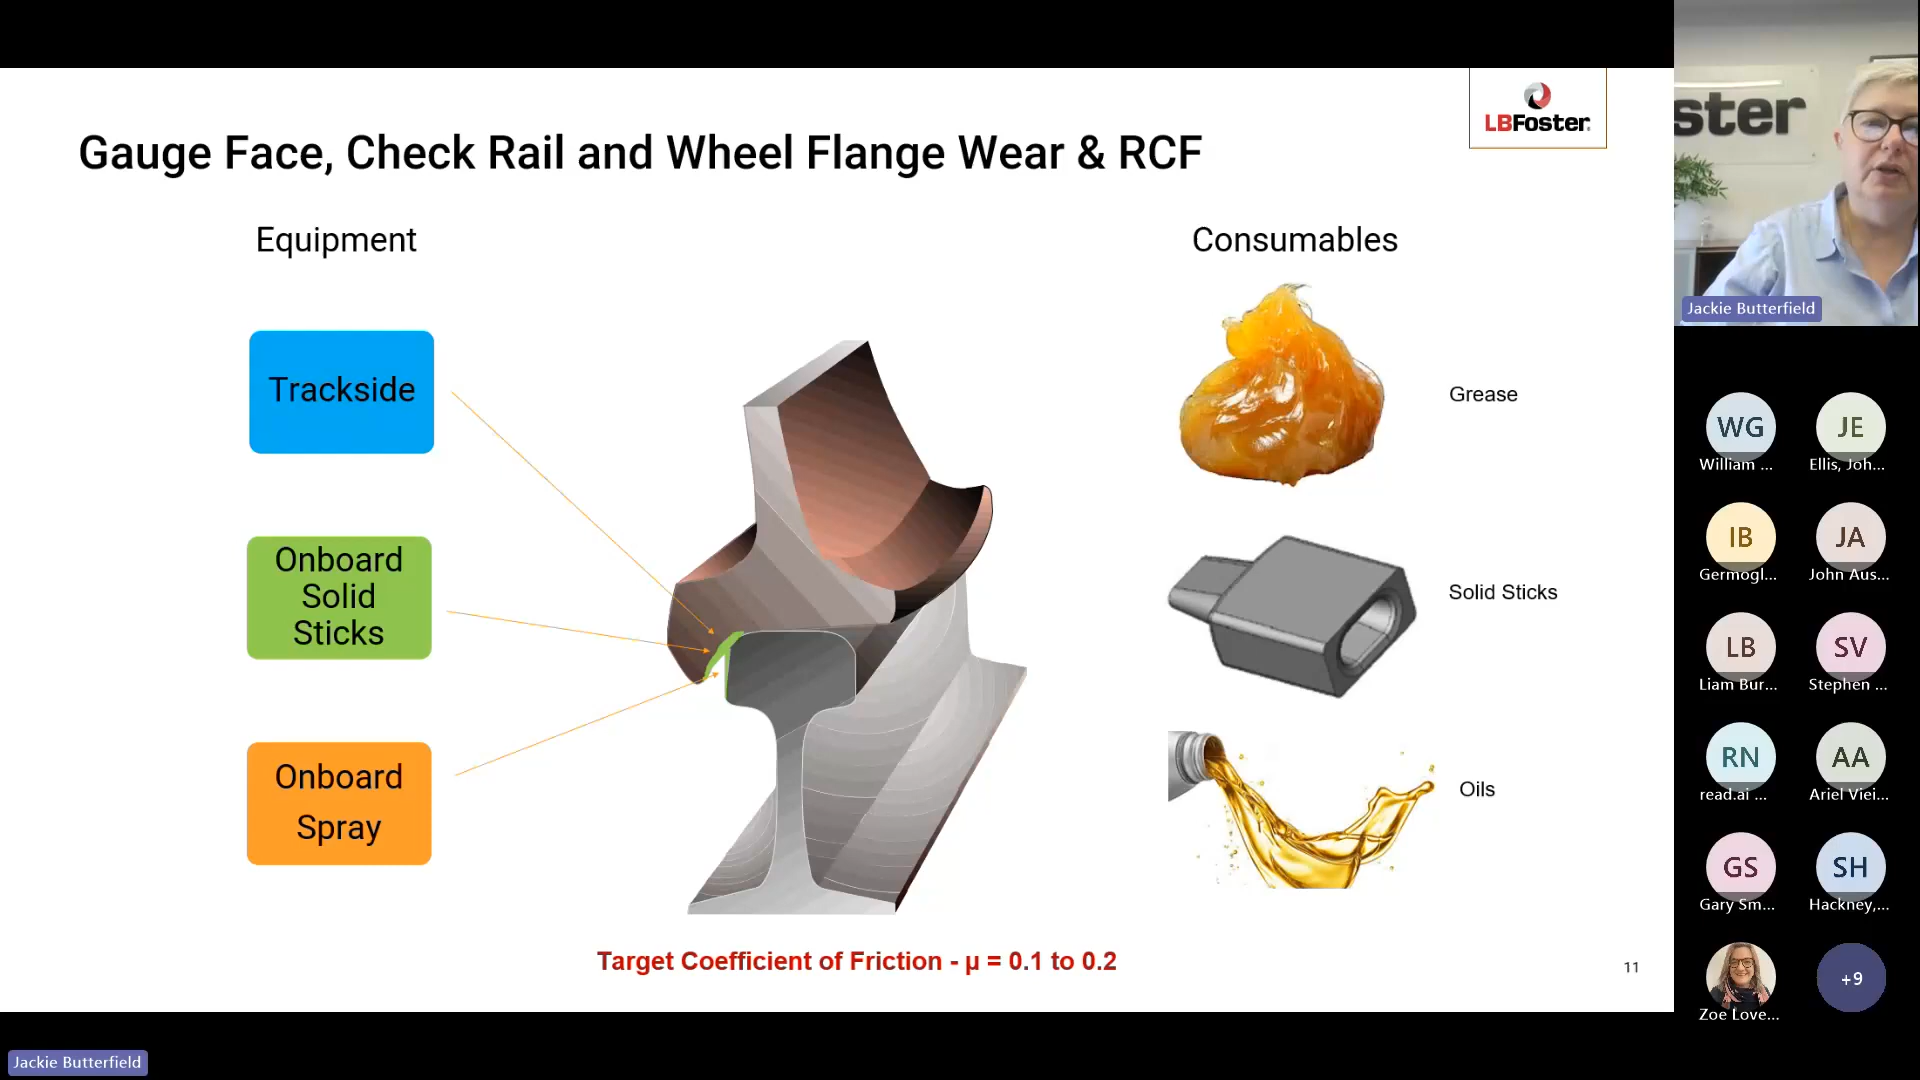 LBFoster
Gauge Face, Check Rail and Wheel Flange Wear & RCF
Equipment
Consumables
Trackside
Grease
Onboard
Solid
Sticks
Solid Sticks
Onboard
Spray
Oils
Target Coefficient of Friction - µ = 0.1 to 0.2
11
Jackie Butterfield
ster
Jackie Butterfield
WG
William ...
JE
Ellis, Joh...
IB
Germogl...
JA
John Aus...
LB
Liam Bur...
SV
Stephen ...
RN
read.ai ...
AA
Ariel Viei...
GS
Gary Sm...
SH
Hackney,...
Zoe Love...
+9